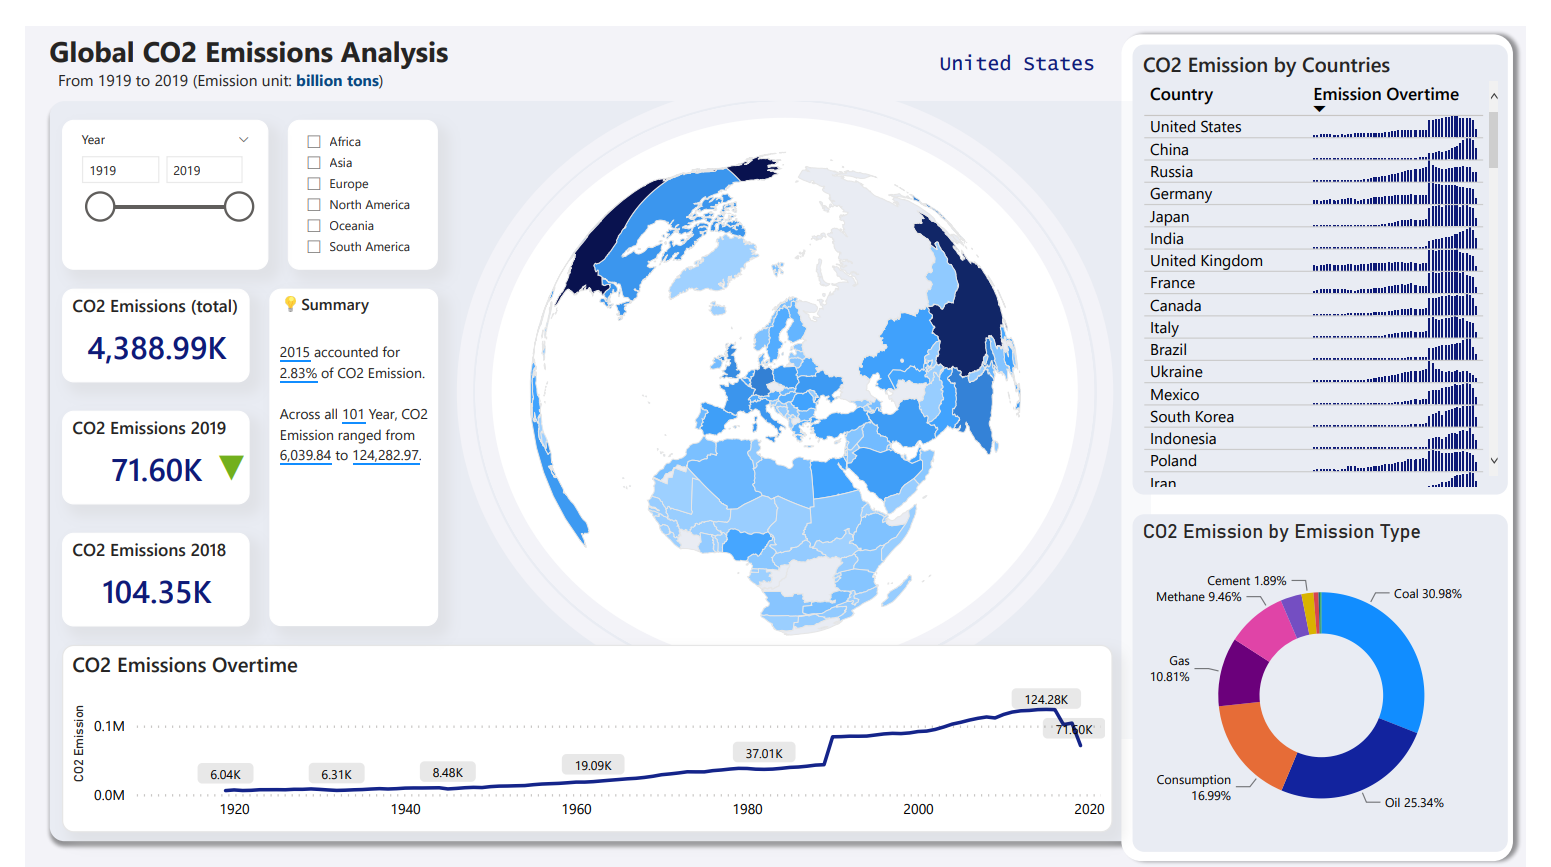 Global CO2 Emissions Analysis
From 1919 to 2019 (Emission unit: billion tons)
United States
Year
1919
2019
Africa
Asia
Europe
North America
Oceania
South America
CO2 Emissions (total)
4,388.99K
CO2 Emissions 2019
71.60K
CO2 Emissions 2018
104.35K
Summary
2015 accounted for
2.83% of CO2 Emission.
Across all 101 Year, CO2
Emission ranged from
6,039.84 to 124,282.97.
CO2 Emissions Overtime
CO2 Emission
0.1M
0.0M
6.04K
6.31K
8.48K
19.09K
37.01K
124.28K
71.60K
1920
1940
1960
1980
2000
2020
CO2 Emission by Countries
Country Emission Overtime
United States
China
Russia
Germany
Japan
India
United Kingdom
France
Canada
Italy
Brazil
Ukraine
Mexico
South Korea
Indonesia
Poland
Iran
CO2 Emission by Emission Type
Cement 1.89%
Methane 9.46%
Coal 30.98%
Gas
10.81%
Consumption
16.99%
Oil 25.34%